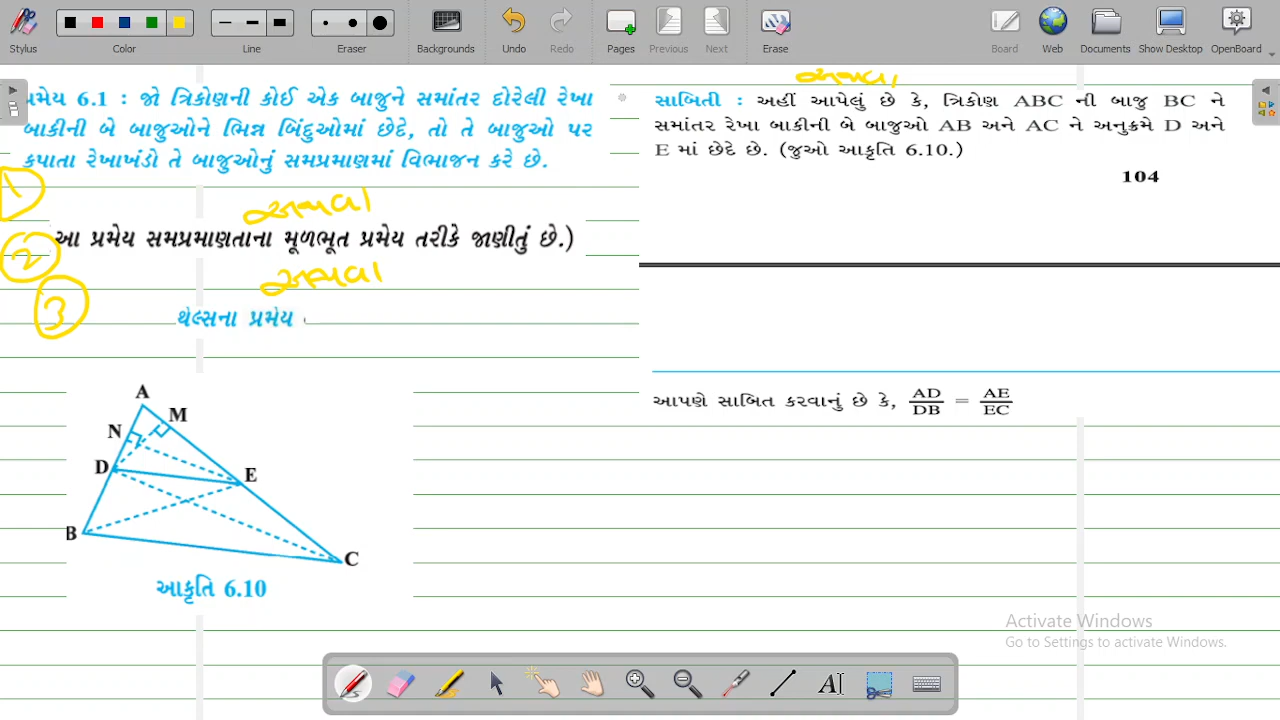 Stylus
Color
Line
Eraser
Backgrounds
Undo
Redo
Pages
Previous
Next
Erase
Board
Web
Documents
Show Desktop
OpenBoard
પ્રમેય 6.1 : જો ત્રિકોણની કોઈ એક બાજુને સમાંતર દોરેલી રેખા
બાકીની બે બાજુઓને ભિન્ન બિંદુઓમાં છેદે, તો તે બાજુઓ પર
કપાતા રેખાખંડો તે બાજુઓનું સમપ્રમાણમાં વિભાજન કરે છે.
1
અથવા
આ પ્રમેય સમપ્રમાણતાના મૂળભૂત પ્રમેય તરીકે જાણીતું છે.)
2
અથવા
3
થેલ્સના પ્રમેય
A
M
N
D
E
B
C
આકૃતિ 6.10
અથવા
સાબિતી : અહીં આપેલું છે કે, ત્રિકોણ ABC ની બાજુ BC ને
સમાંતર રેખા બાકીની બે બાજુઓ AB અને AC ને અનુક્રમે D અને
E માં છેદે છે. (જુઓ આકૃતિ 6.10.)
104
આપણે સાબિત કરવાનું છે કે, AD/DB = AE/EC
Activate Windows
Go to Settings to activate Windows.